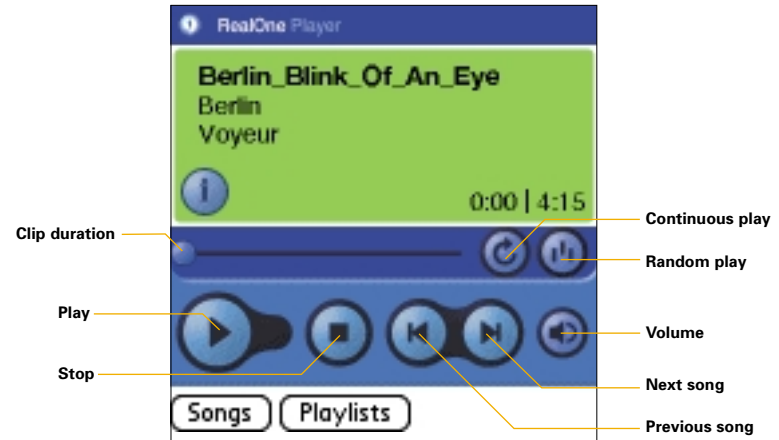 RealOne Player
Berlin_Blink_Of_An_Eye
Berlin
Voyeur
i
0:00 | 4:15
Clip duration
Continuous play
Random play
Play
Volume
Stop
Next song
Songs
Playlists
Previous song